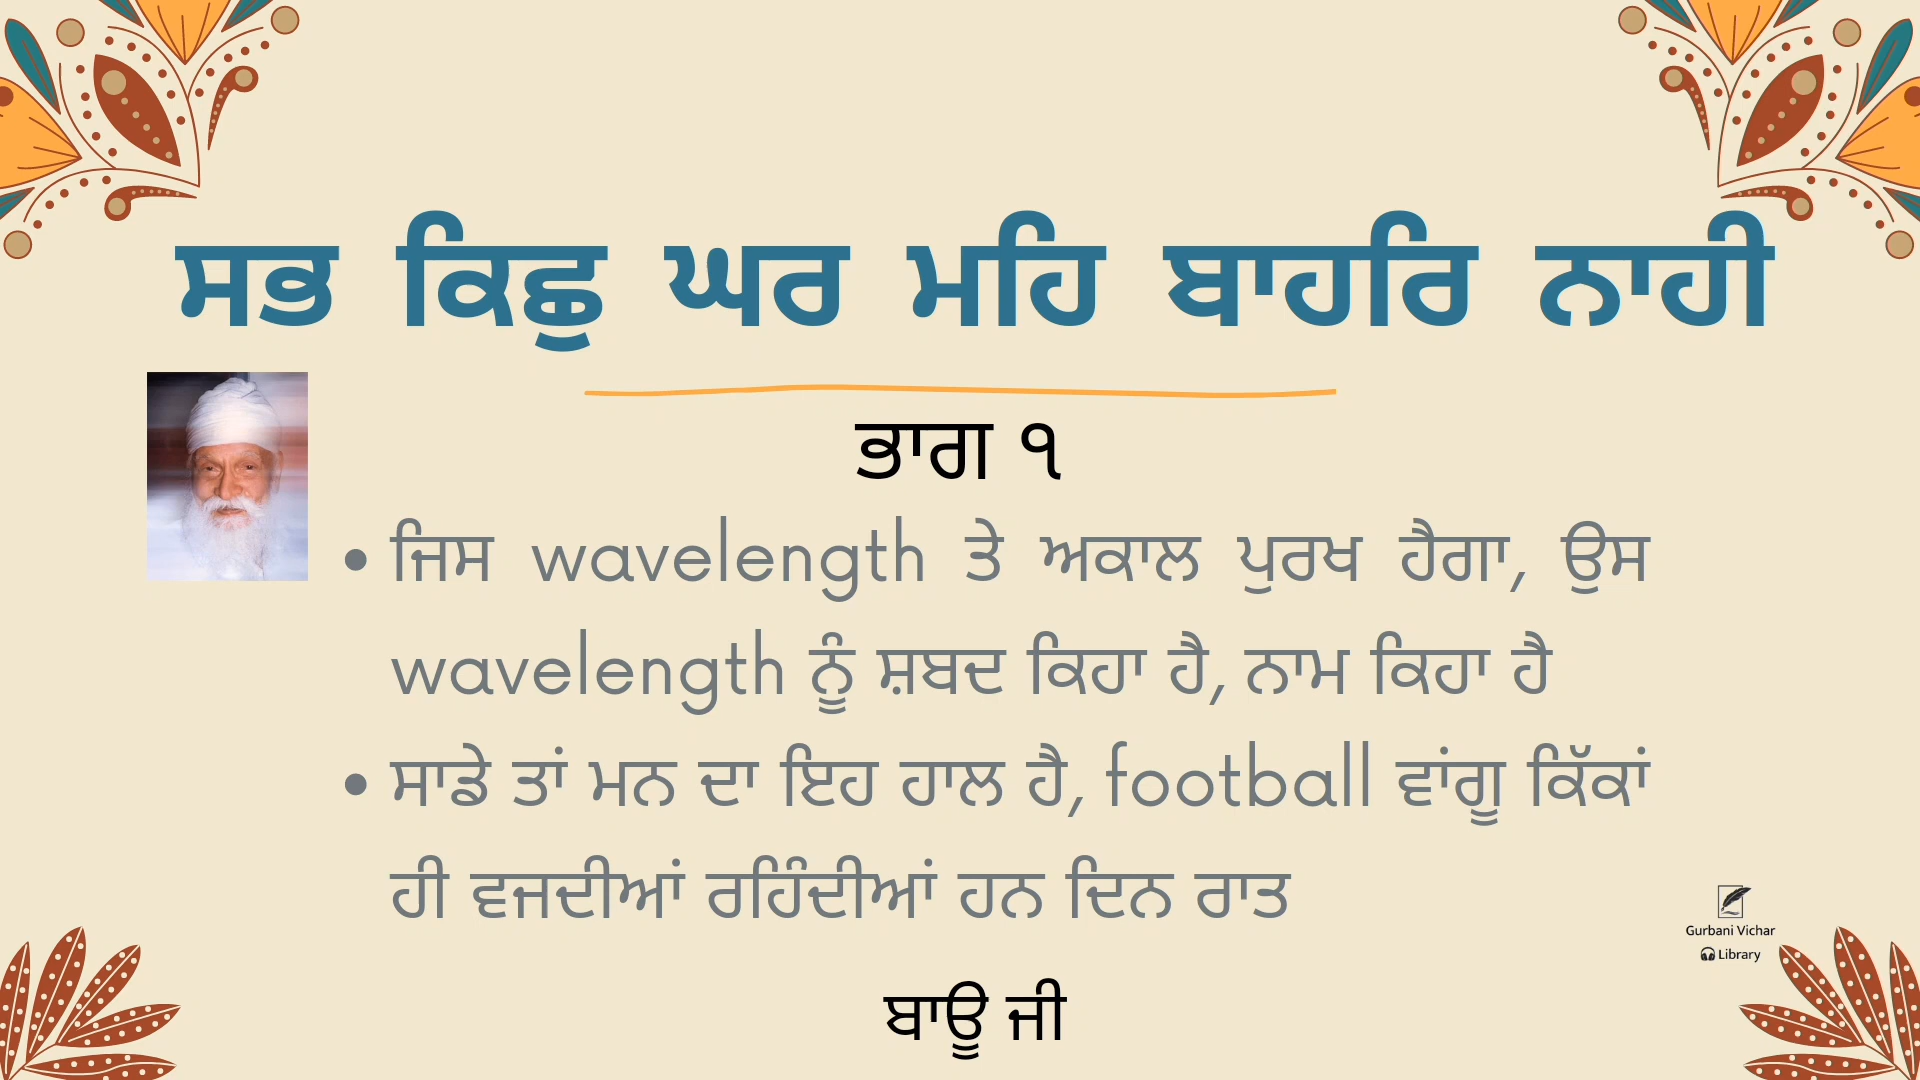 ਸਭ ਕਿਛੁ ਘਰ ਮਹਿ ਬਾਹਰਿ ਨਾਹੀ
ਭਾਗ ੧
• ਜਿਸ wavelength ਤੇ ਅਕਾਲ ਪੁਰਖ ਹੈਗਾ, ਉਸ
wavelength ਨੂੰ ਸ਼ਬਦ ਕਿਹਾ ਹੈ, ਨਾਮ ਕਿਹਾ ਹੈ
• ਸਾਡੇ ਤਾਂ ਮਨ ਦਾ ਇਹ ਹਾਲ ਹੈ, football ਵਾਂਗੂ ਕਿੱਕਾਂ
ਹੀ ਵਜਦੀਆਂ ਰਹਿੰਦੀਆਂ ਹਨ ਦਿਨ ਰਾਤ
Gurbani Vichar
Library
ਬਾਊ ਜੀ